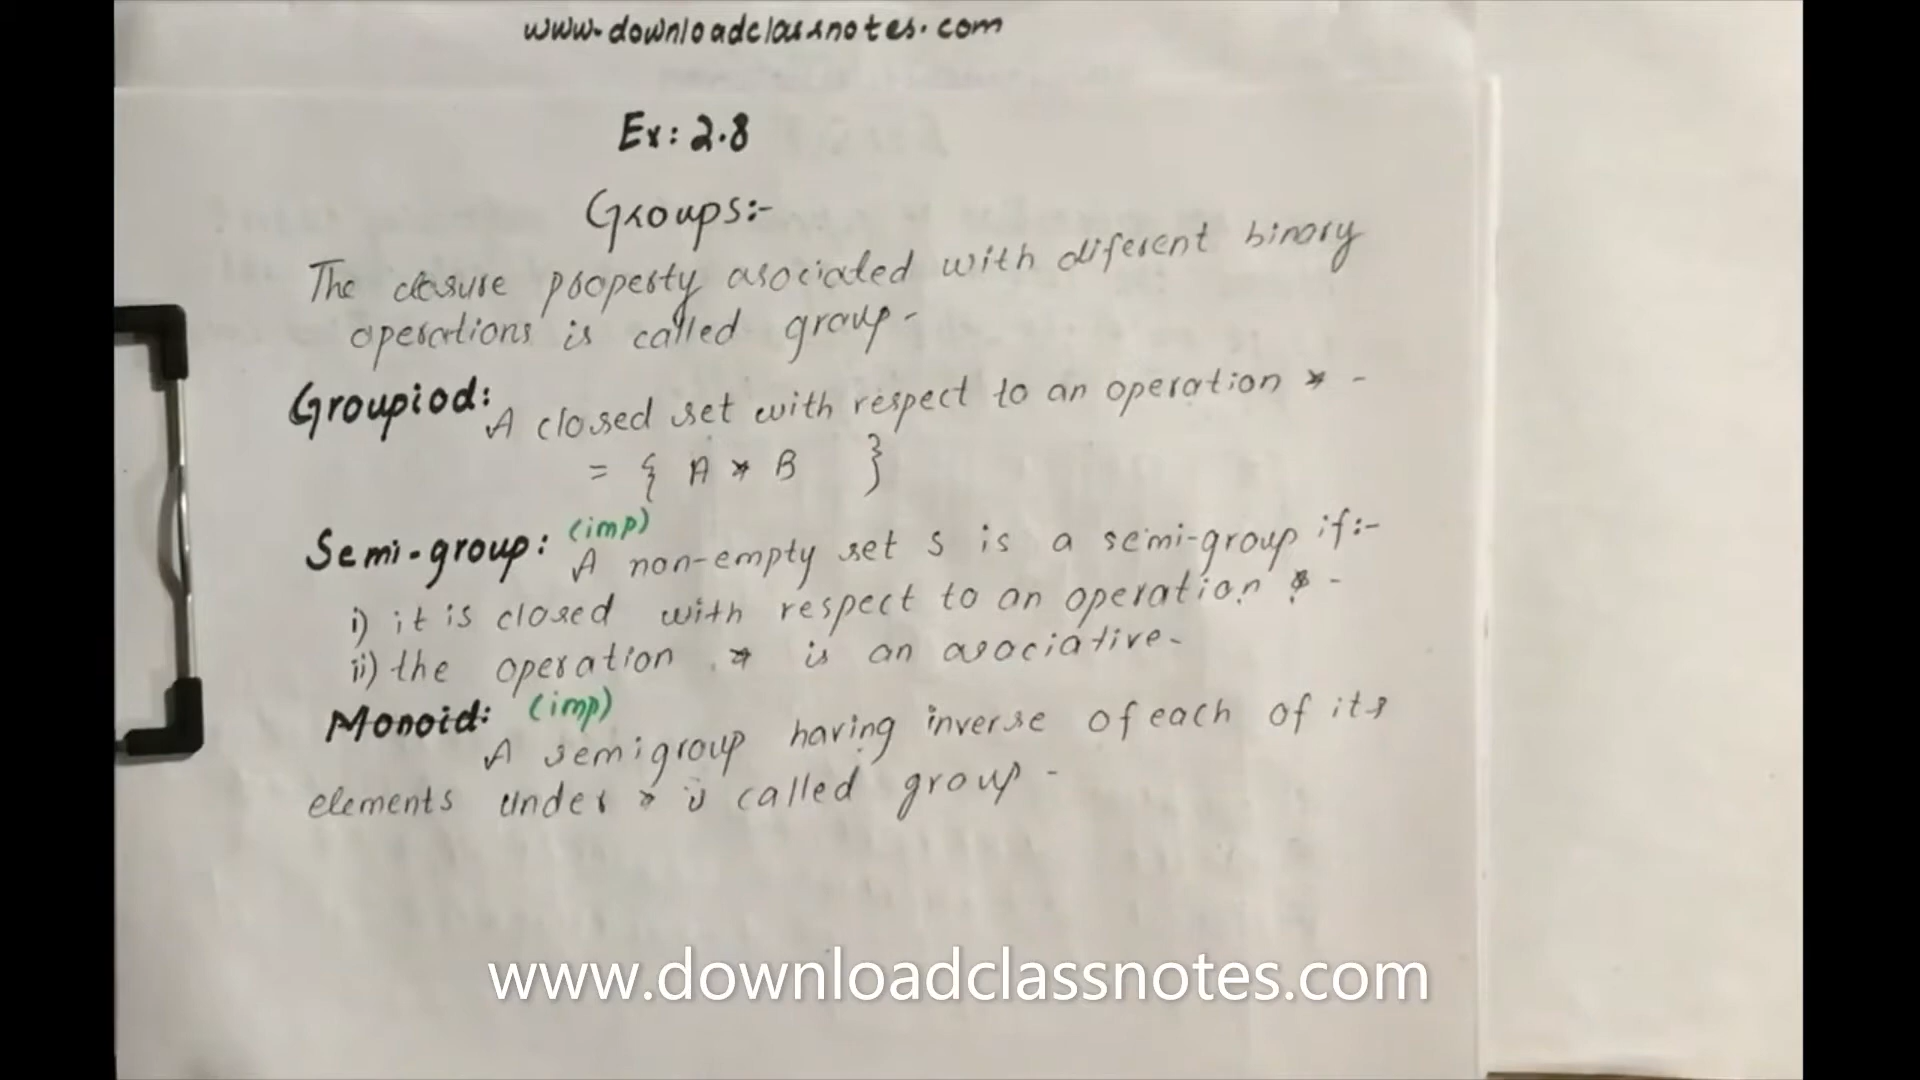 www.downloadclassnotes.com
Ex: 2.8
Groups:-
The closure property asociated with diferent binary
operations is called group-
Groupiod:
A closed set with respect to an operation * -
= { A * B }
Semi-group: (imp)
A non-empty set S is a semi-group if:-
i) it is closed with respect to an operation * -
ii) the operation * is an asociative-
Monoid: (imp)
A semigroup having inverse of each of its
elements under * is called group-
www.downloadclassnotes.com